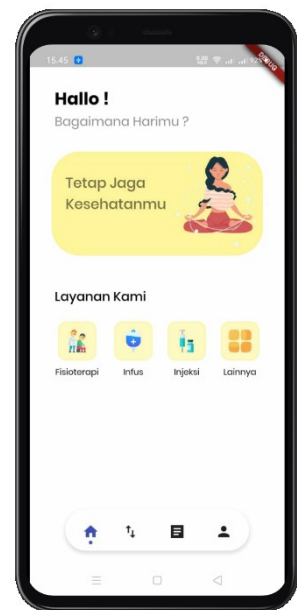 15.45
DEBUG
Hallo !
Bagaimana Harimu ?
Tetap Jaga
Kesehatanmu
Layanan Kami
Fisioterapi Infus Injeksi Lainnya